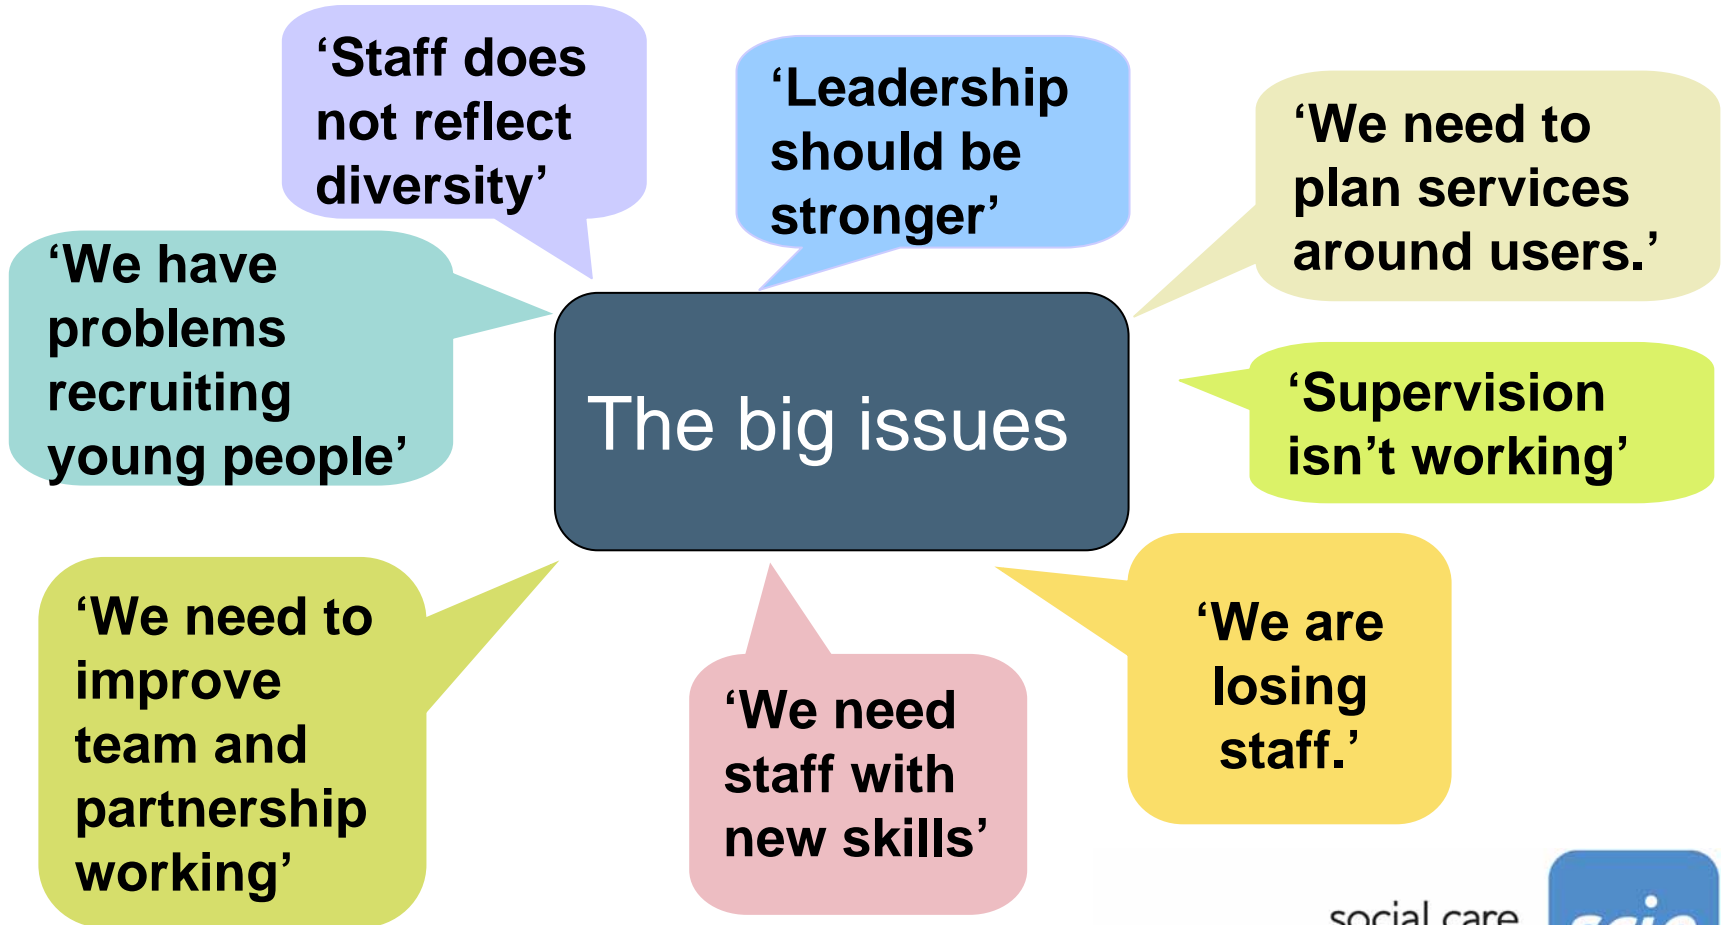 ‘Staff does
not reflect
diversity’
‘Leadership
should be
stronger’
‘We need to
plan services
around users.’
‘We have
problems
recruiting
young people’
The big issues
‘Supervision
isn’t working’
‘We need to
improve
team and
partnership
working’
‘We need
staff with
new skills’
‘We are
losing
staff.’
social care
scie